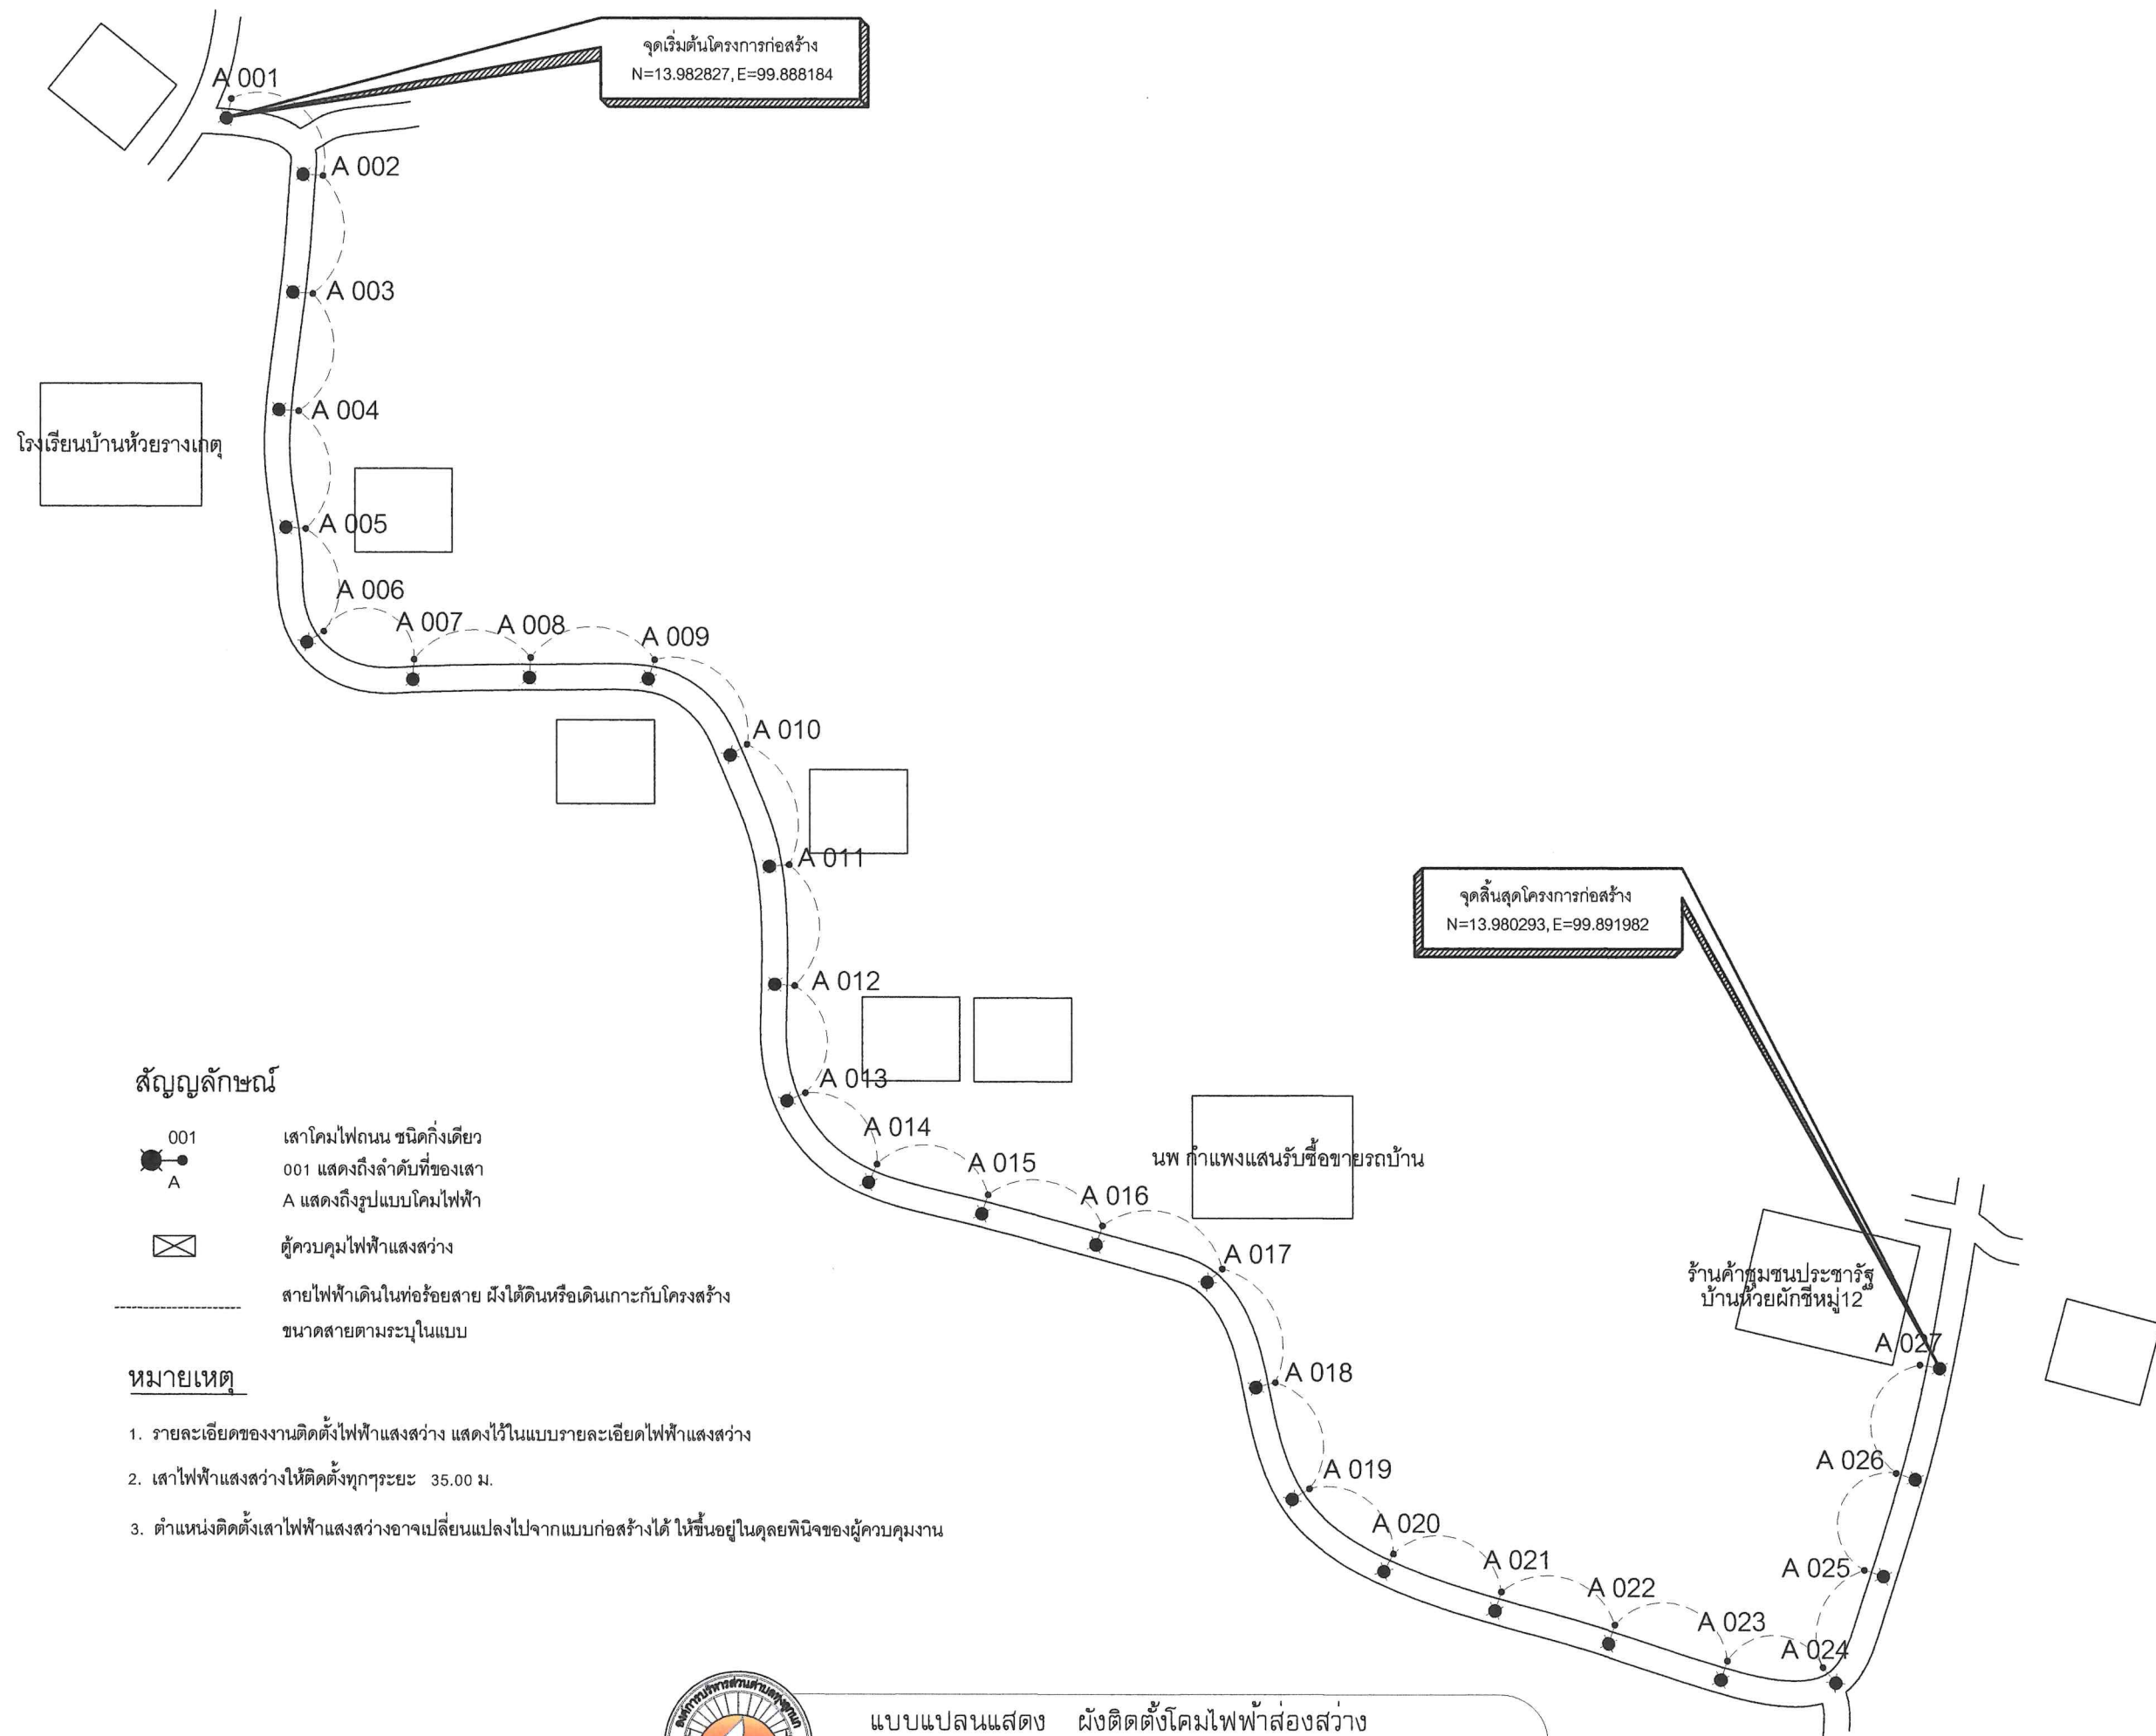 จุดเริ่มต้นโครงการก่อสร้าง
N=13.982827, E=99.888184
A 001
A 002
A 003
A 004
โรงเรียนบ้านห้วยรางเกตุ
A 005
A 006
A 007
A 008
A 009
A 010
A 011
จุดสิ้นสุดโครงการก่อสร้าง
N=13.980293, E=99.891982
A 012
A 013
A 014
A 015
A 016
นพ กำแพงแสนรับซื้อขายรถบ้าน
A 017
A 018
A 019
A 020
A 021
A 022
A 023
A 024
A 025
A 026
A 027
ร้านค้าชุมชนประชารัฐ
บ้านห้วยผักชีหมู่12
สัญญลักษณ์
001
A
เสาโคมไฟถนน ชนิดกิ่งเดียว
001 แสดงถึงลำดับที่ของเสา
A แสดงถึงรูปแบบโคมไฟฟ้า
ตู้ควบคุมไฟฟ้าแสงสว่าง
สายไฟฟ้าเดินในท่อร้อยสาย ฝังใต้ดินหรือเดินเกาะกับโครงสร้าง
ขนาดสายตามระบุในแบบ
หมายเหตุ
1. รายละเอียดของงานติดตั้งไฟฟ้าแสงสว่าง แสดงไว้ในแบบรายละเอียดไฟฟ้าแสงสว่าง
2. เสาไฟฟ้าแสงสว่างให้ติดตั้งทุกๆระยะ 35.00 ม.
3. ตำแหน่งติดตั้งเสาไฟฟ้าแสงสว่างอาจเปลี่ยนแปลงไปจากแบบก่อสร้างได้ ให้ขึ้นอยู่ในดุลยพินิจของผู้ควบคุมงาน
องค์การบริหารส่วนตำบลทุ่งลูกนก
แบบแปลนแสดง ผังติดตั้งโคมไฟฟ้าส่องสว่าง